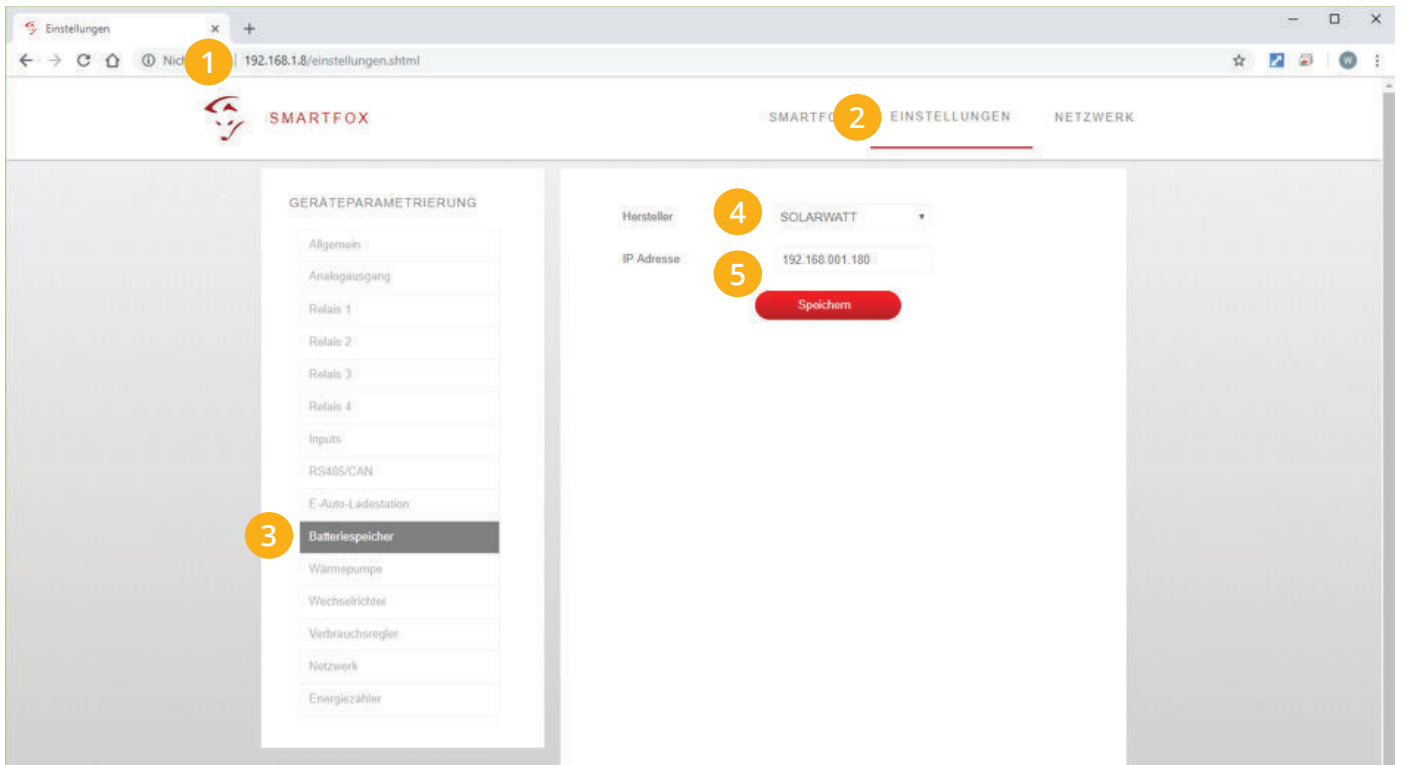 Einstellungen
1
192.168.1.8/einstellungen.shtml
W
SMARTFOX
2
EINSTELLUNGEN
NETZWERK
GERÄTEPARAMETRIERUNG
Allgemein
Analogausgang
Relais 1
Relais 2
Relais 3
Relais 4
Inputs
RS485/CAN
E-Auto-Ladestation
3
Batteriespeicher
Wärmepumpe
Wechselrichter
Verbrauchsregler
Netzwerk
Energiezähler
Hersteller
4
SOLARWATT
IP Adresse
5
192.168.001.180
Speichern